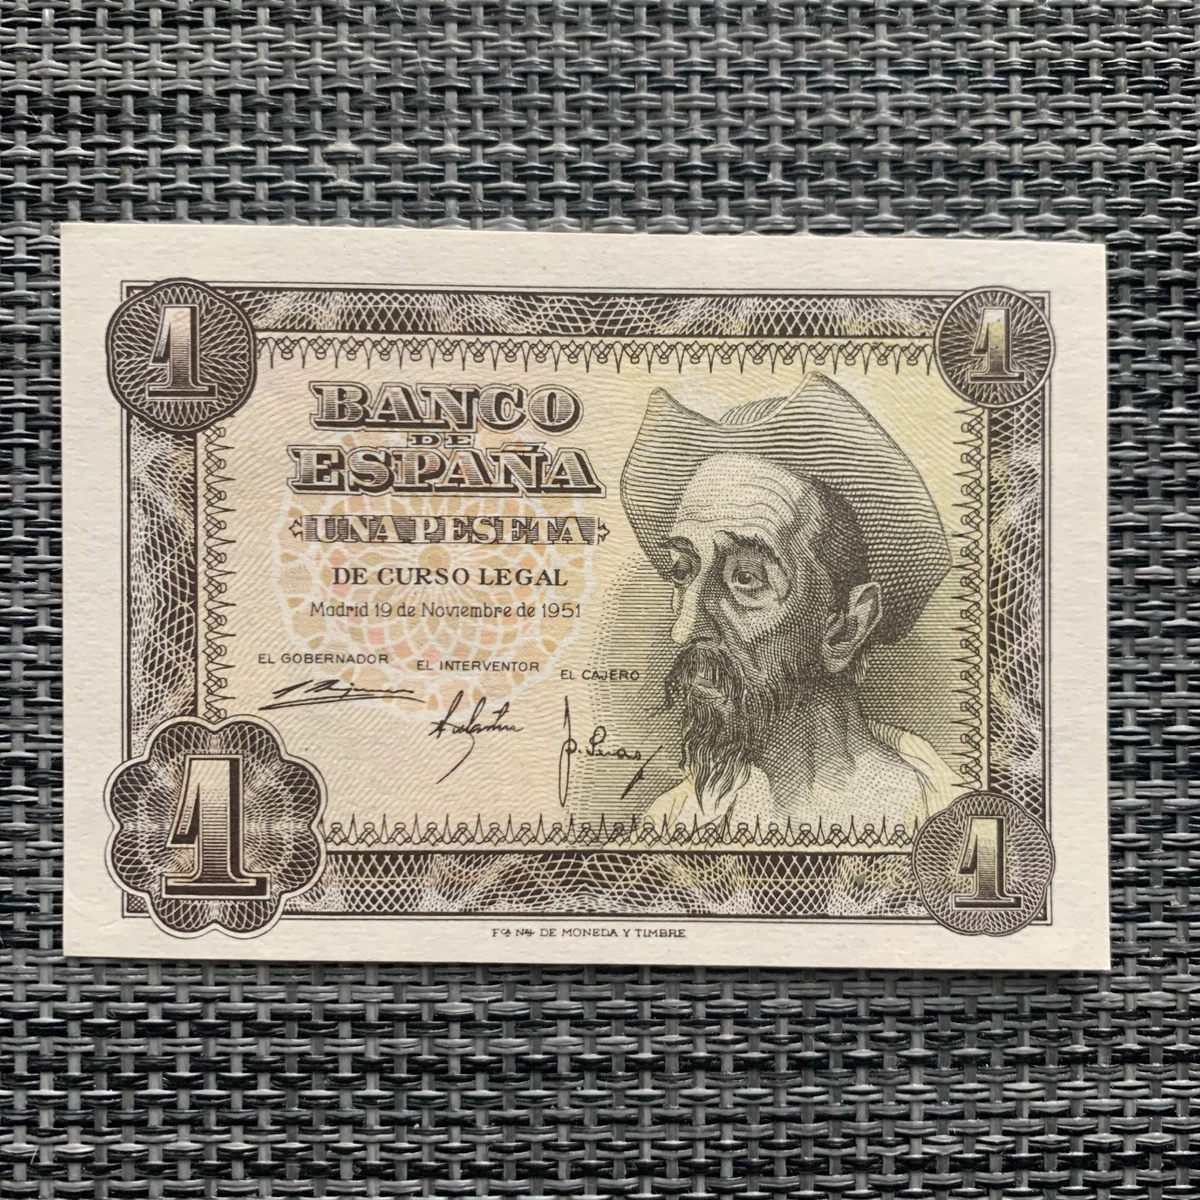 1
1
BANCO
DE
ESPAÑA
UNA PESETA
DE CURSO LEGAL
Madrid 19 de Noviembre de 1951
EL GOBERNADOR EL INTERVENTOR EL CAJERO
1
1
DE MONEDA Y TIMBRE